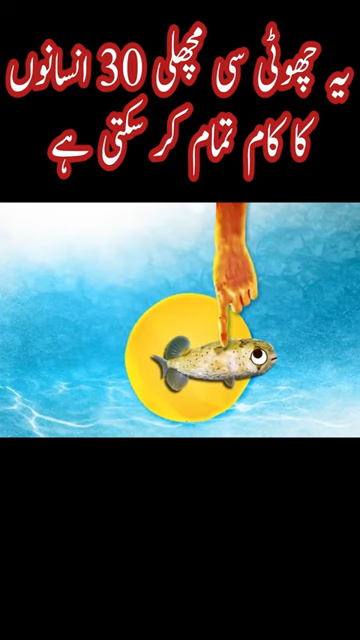 یہ چھوٹی سی مچھلی 30 انسانوں
کا کام تمام کر سکتی ہے